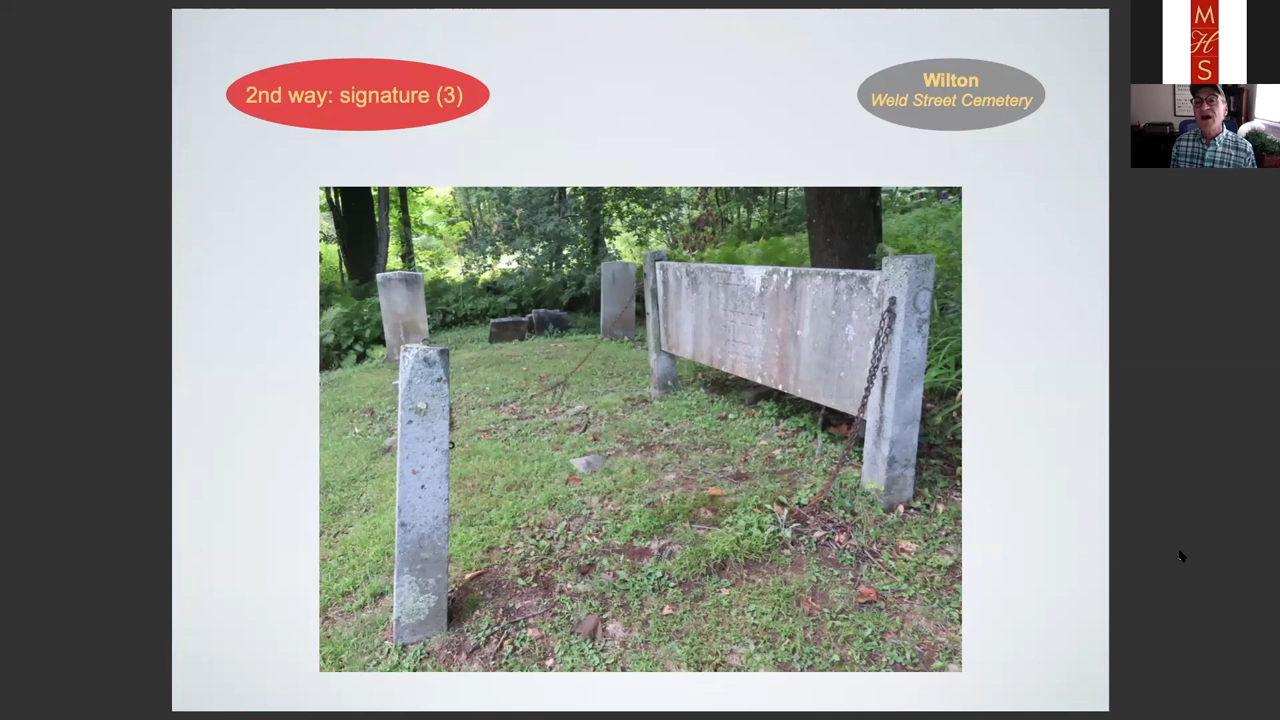 2nd way: signature (3)
Wilton
Weld Street Cemetery
M
H
S